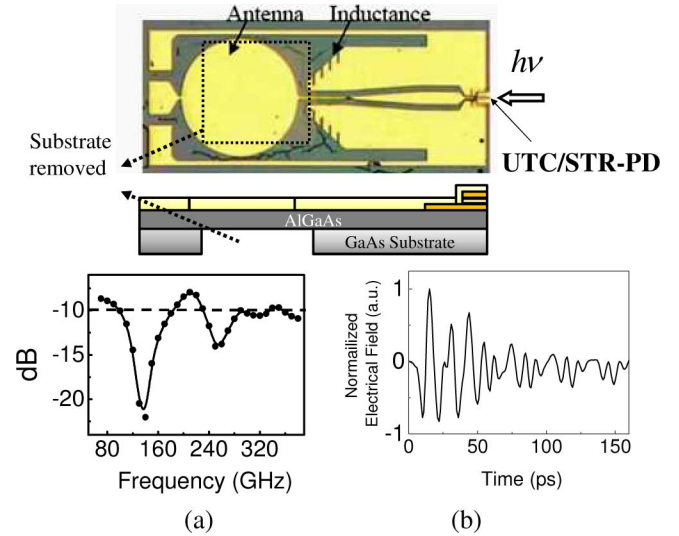 Antenna Inductance
hν
Substrate
removed
UTC/STR-PD
AlGaAs
GaAs Substrate
-10
-15
-20
dB
80 160 240 320
Frequency (GHz)
(a)
1
0
-1
Normailized
Electrical Field (a.u.)
0 50 100 150
Time (ps)
(b)